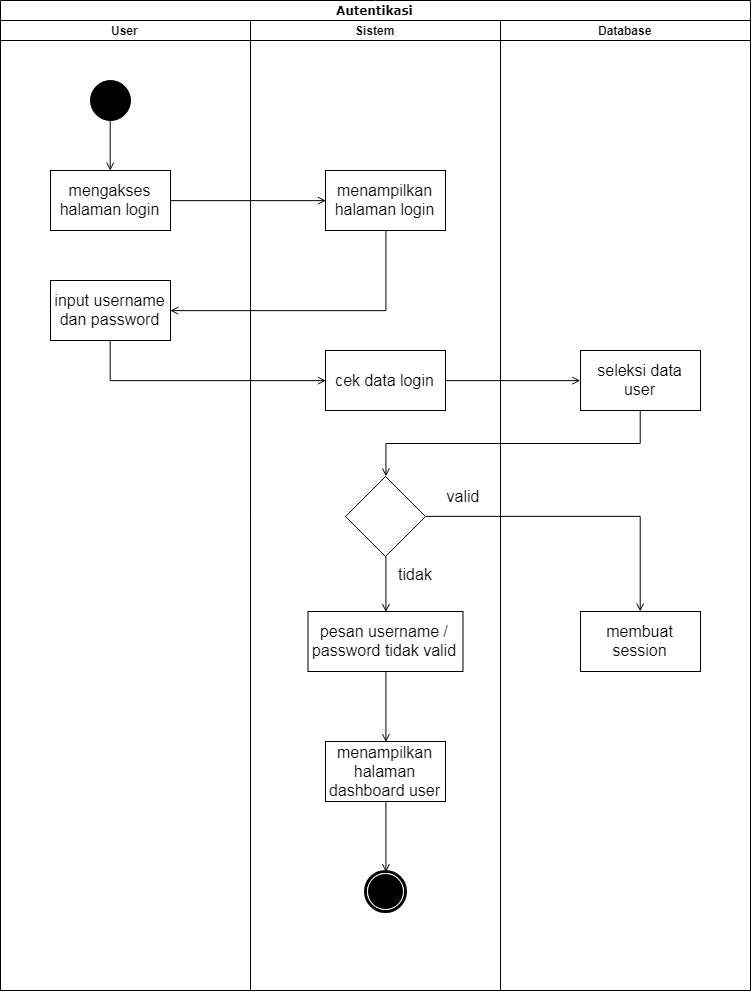 Autentikasi
User
Sistem
Database
mengakses
halaman login
menampilkan
halaman login
input username
dan password
cek data login
seleksi data
user
valid
tidak
pesan username /
password tidak valid
membuat
session
menampilkan
halaman
dashboard user